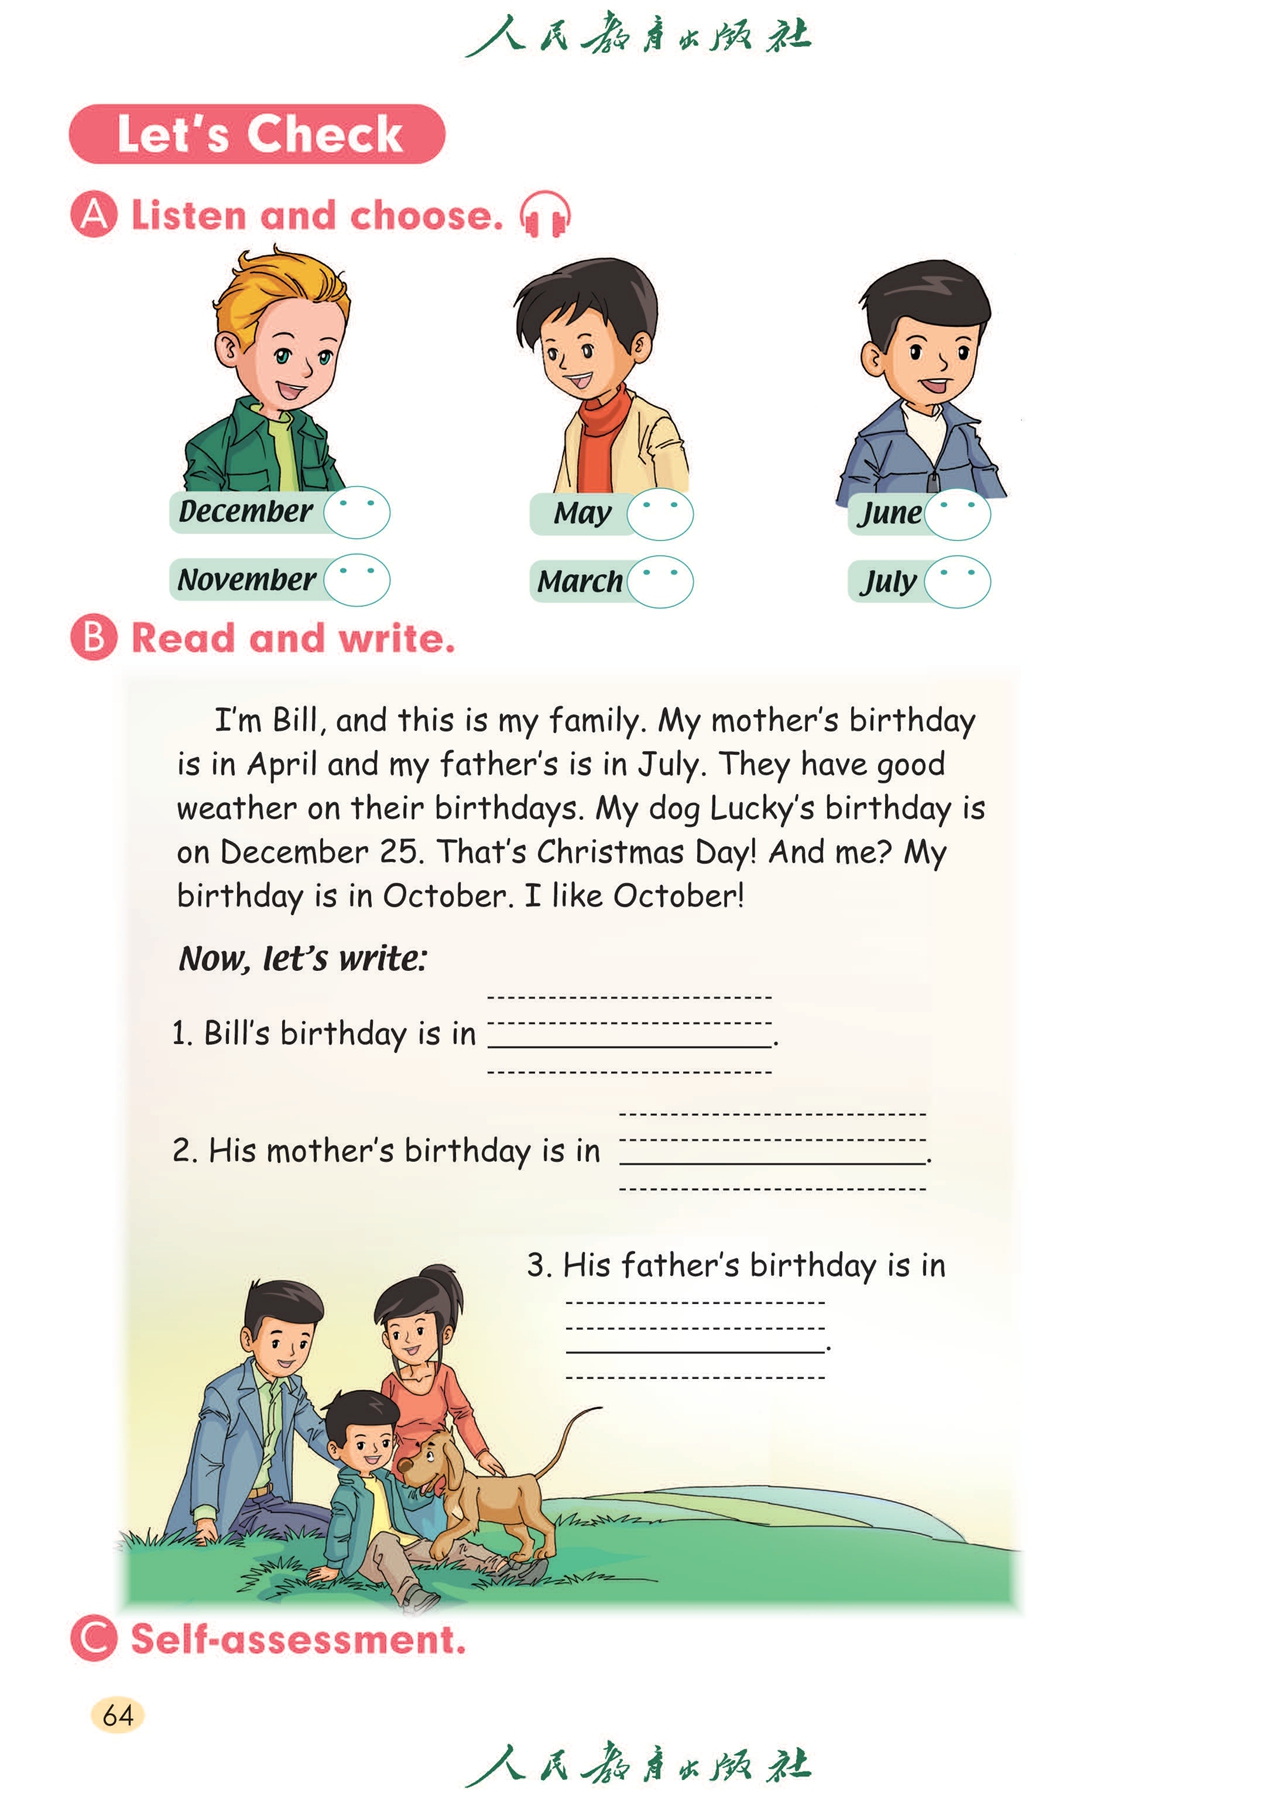 人民教育出版社
Let's Check
A Listen and choose.
December May June
November March July
B Read and write.
I'm Bill, and this is my family. My mother's birthday
is in April and my father's is in July. They have good
weather on their birthdays. My dog Lucky's birthday is
on December 25. That's Christmas Day! And me? My
birthday is in October. I like October!
Now, let's write:
1. Bill's birthday is in .
2. His mother's birthday is in .
3. His father's birthday is in
.
C Self-assessment.
64
人民教育出版社